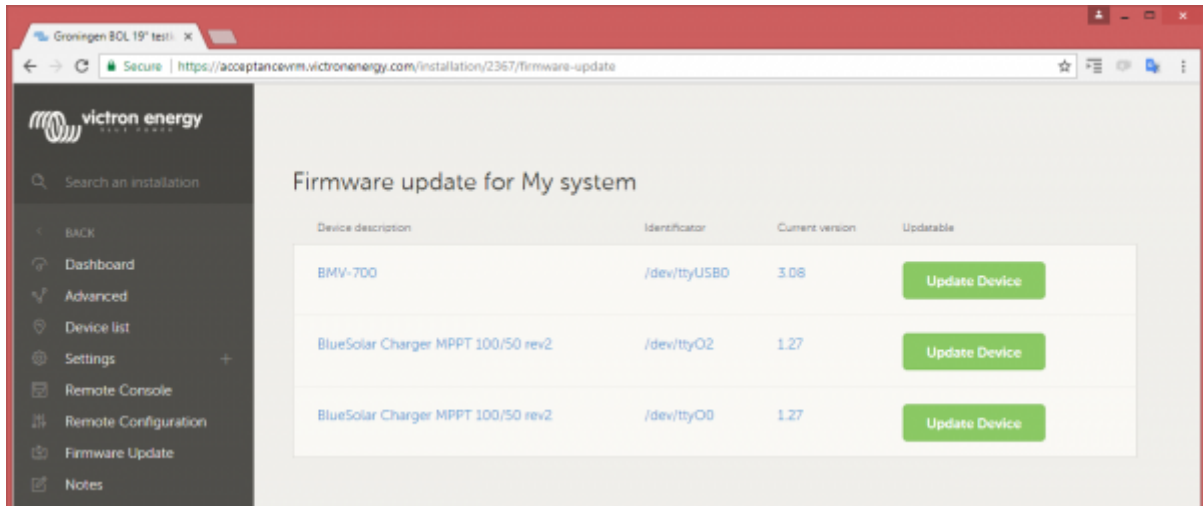 Groningen BOL 19" testi
Secure | https://acceptancevrm.victronenergy.com/installation/2367/firmware-update
victron energy
BLUE POWER
Search an installation
BACK
Dashboard
Advanced
Device list
Settings +
Remote Console
Remote Configuration
Firmware Update
Notes
Firmware update for My system
Device description Identificator Current version Updatable
BMV-700 /dev/ttyUSB0 3.08 Update Device
BlueSolar Charger MPPT 100/50 rev2 /dev/ttyO2 1.27 Update Device
BlueSolar Charger MPPT 100/50 rev2 /dev/ttyO0 1.27 Update Device